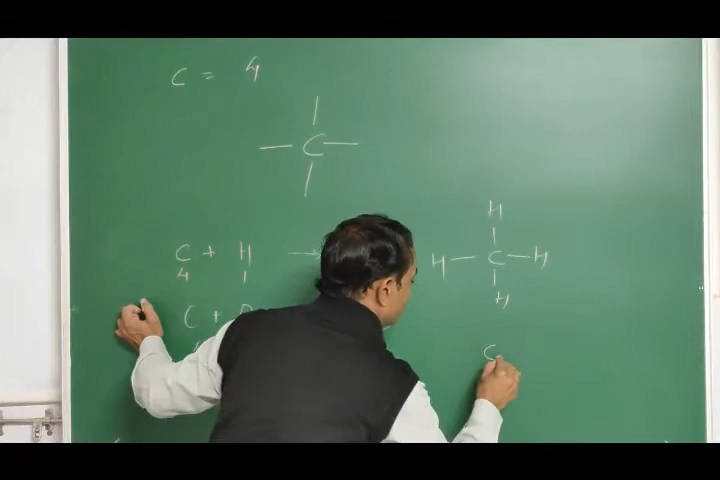 C = 4
— C —
C + H →
4 1
H
H — C — H
H
C +
C